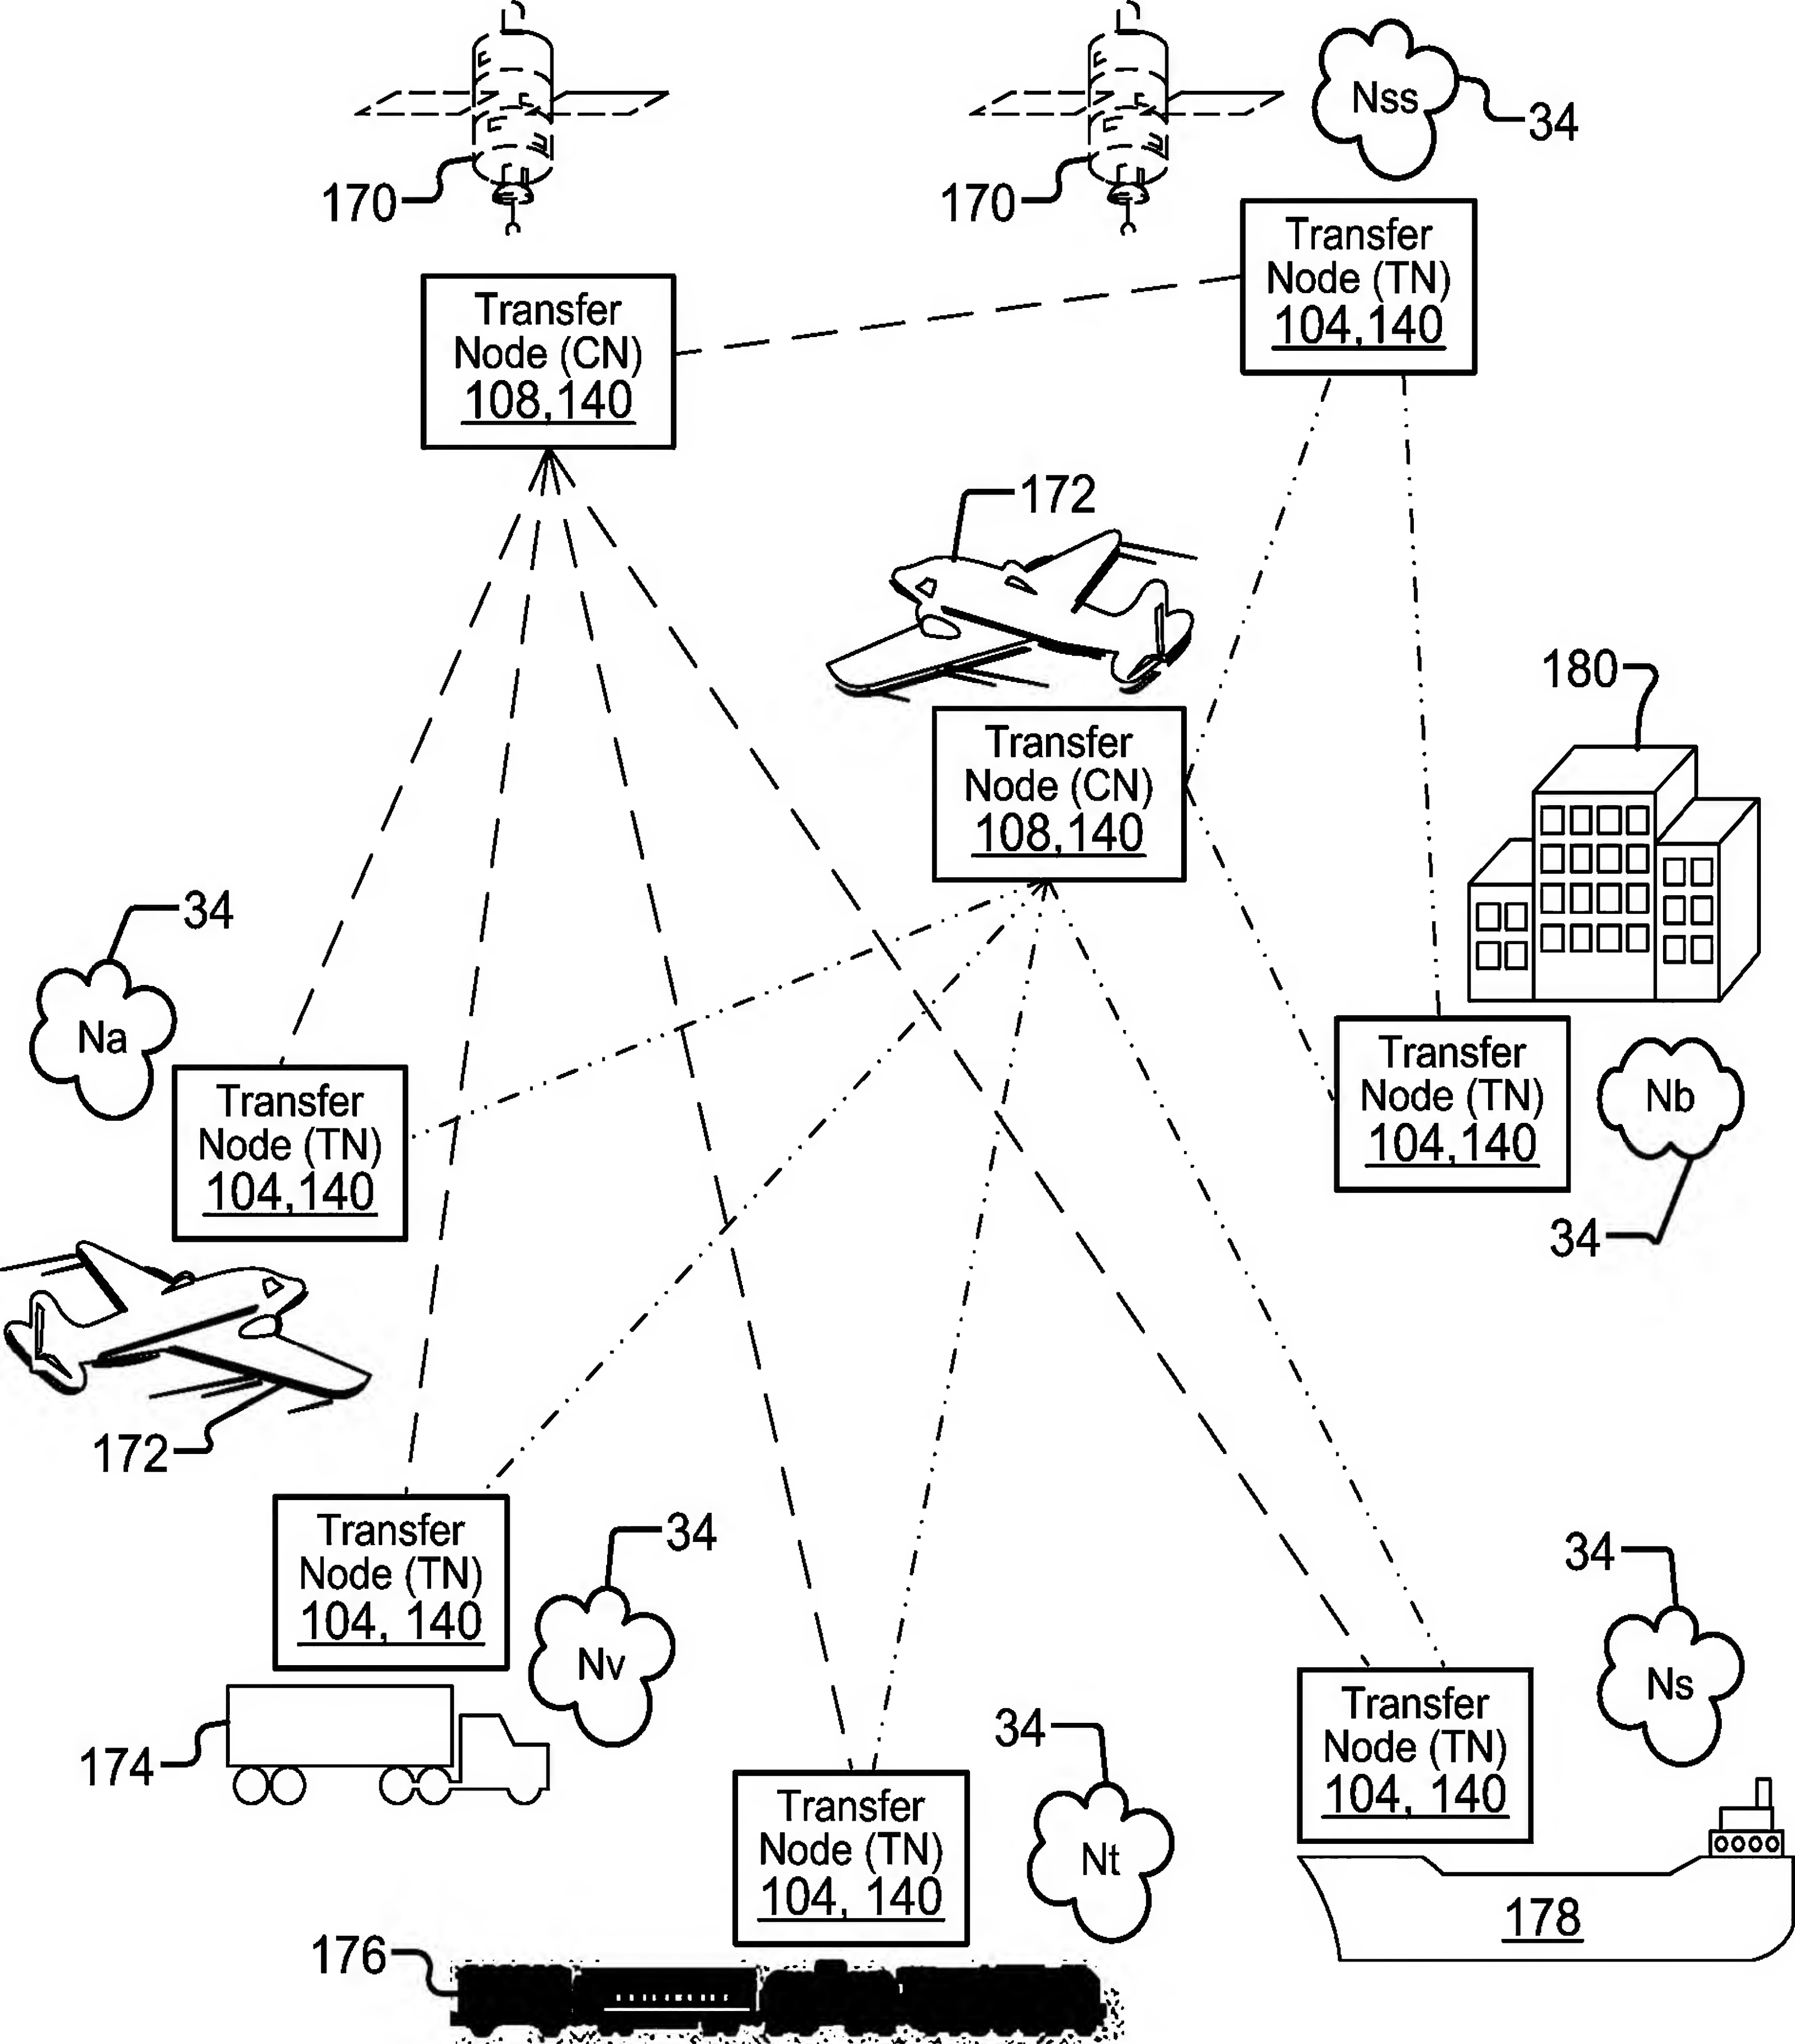 Nss
34
170
170
Transfer
Node (TN)
104,140
Transfer
Node (CN)
108,140
172
180
Transfer
Node (CN)
108,140
34
Na
Transfer
Node (TN)
104,140
Transfer
Node (TN)
104,140
Nb
34
172
Transfer
Node (TN)
104, 140
34
Nv
34
Ns
174
Transfer
Node (TN)
104, 140
34
Nt
Transfer
Node (TN)
104, 140
178
176